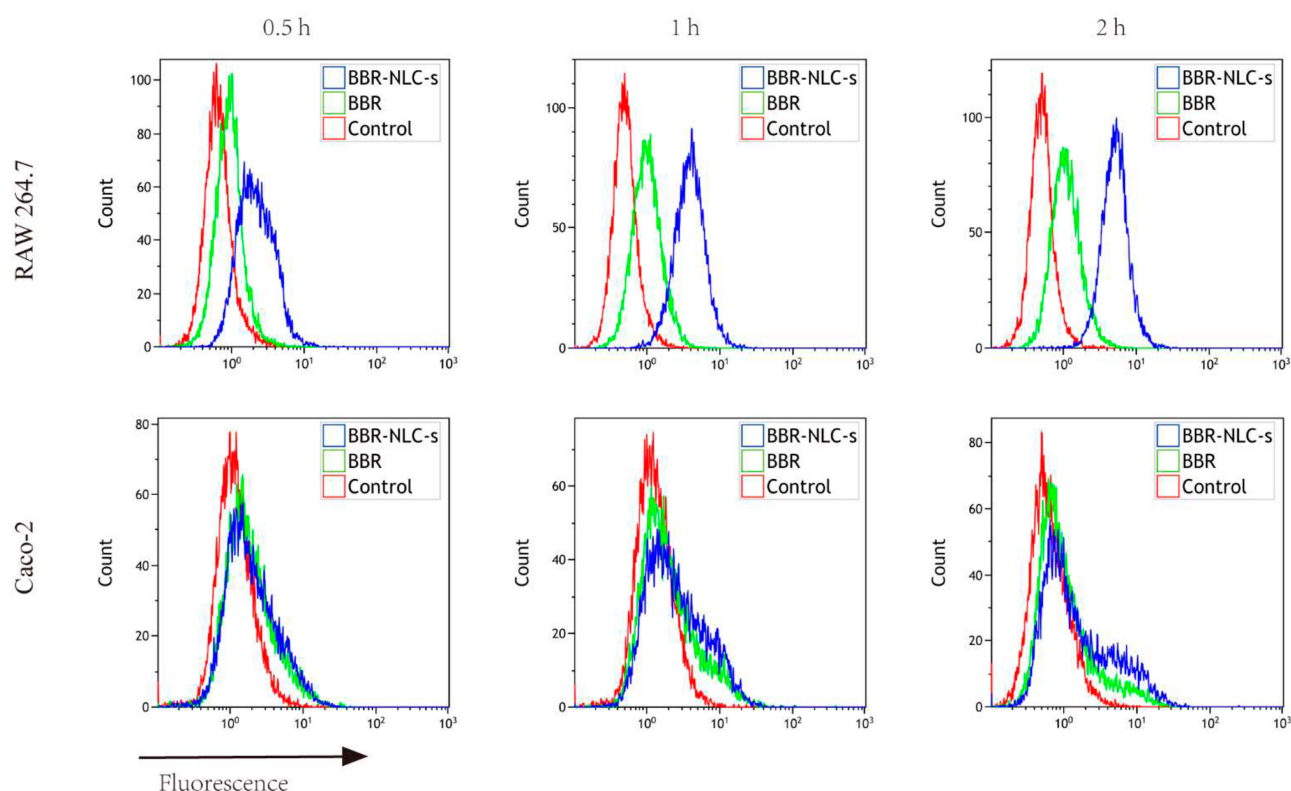 0.5 h
1 h
2 h
RAW 264.7
Count
100
80
60
40
20
0
BBR-NLC-s
BBR
Control
10⁰
10¹
10²
10³
Count
100
50
0
BBR-NLC-s
BBR
Control
10⁰
10¹
10²
10³
Count
100
50
0
BBR-NLC-s
BBR
Control
10⁰
10¹
10²
10³
Caco-2
Count
80
60
40
20
0
BBR-NLC-s
BBR
Control
10⁰
10¹
10²
10³
Count
60
40
20
0
BBR-NLC-s
BBR
Control
10⁰
10¹
10²
10³
Count
80
60
40
20
0
BBR-NLC-s
BBR
Control
10⁰
10¹
10²
10³
Fluorescence